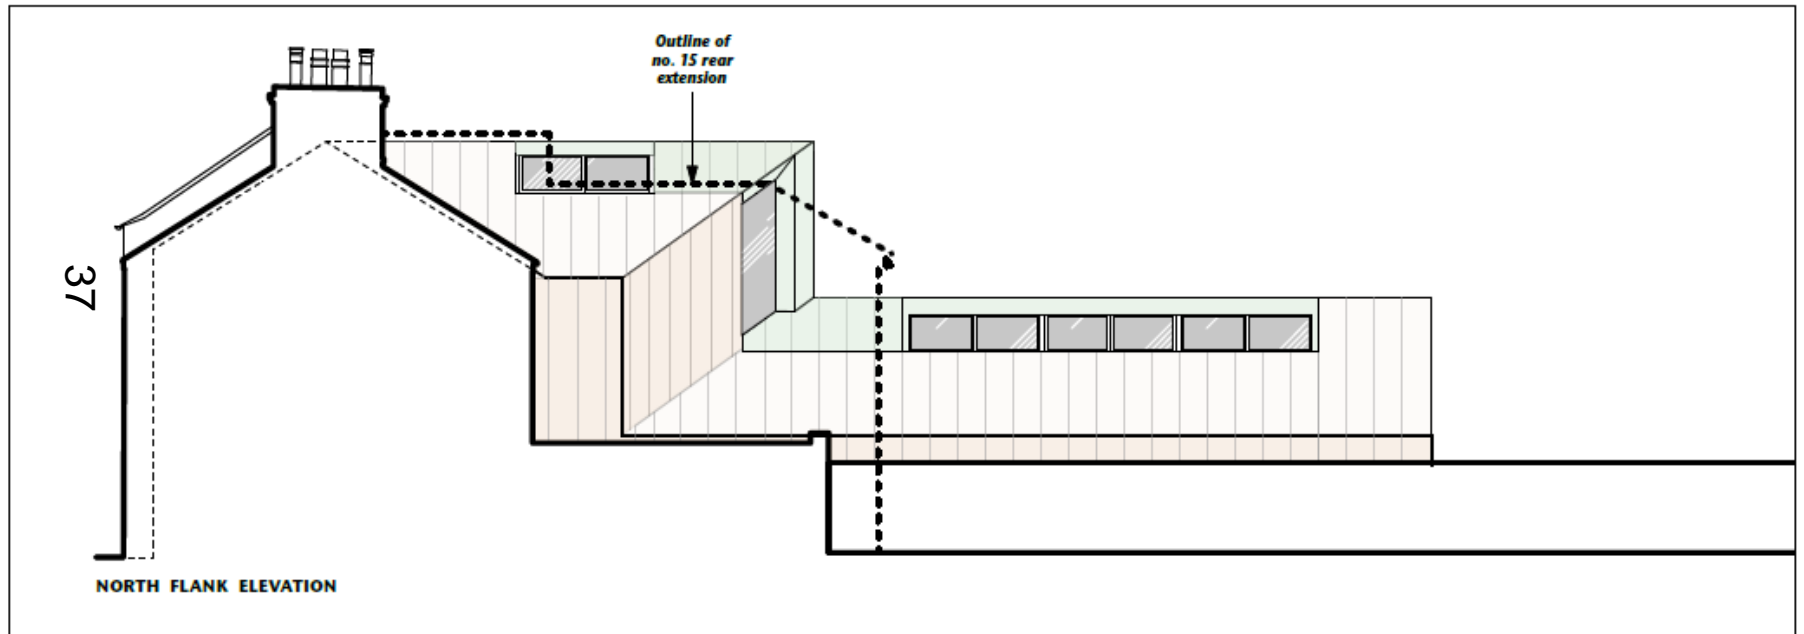 Outline of
no. 15 rear
extension
37
NORTH FLANK ELEVATION